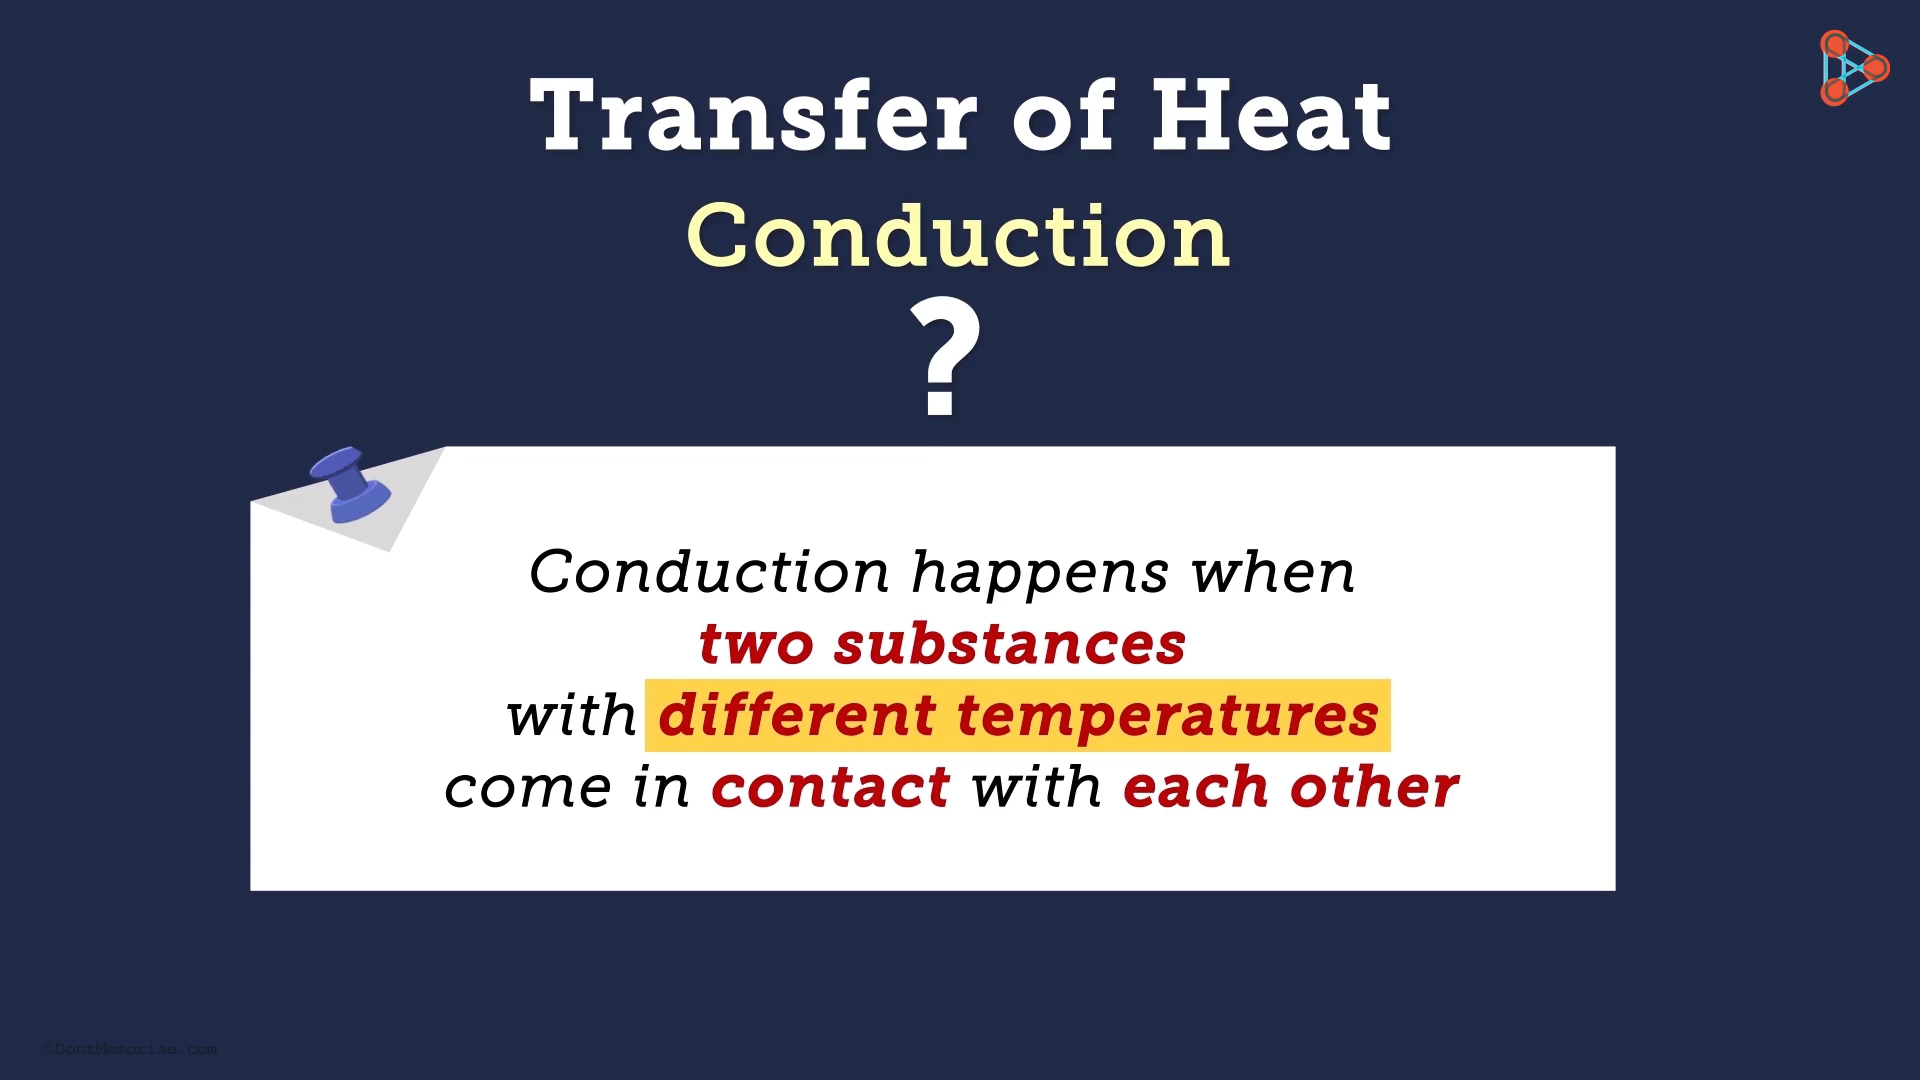 Transfer of Heat
Conduction
?
Conduction happens when
two substances
with different temperatures
come in contact with each other
©DontMemorise.com